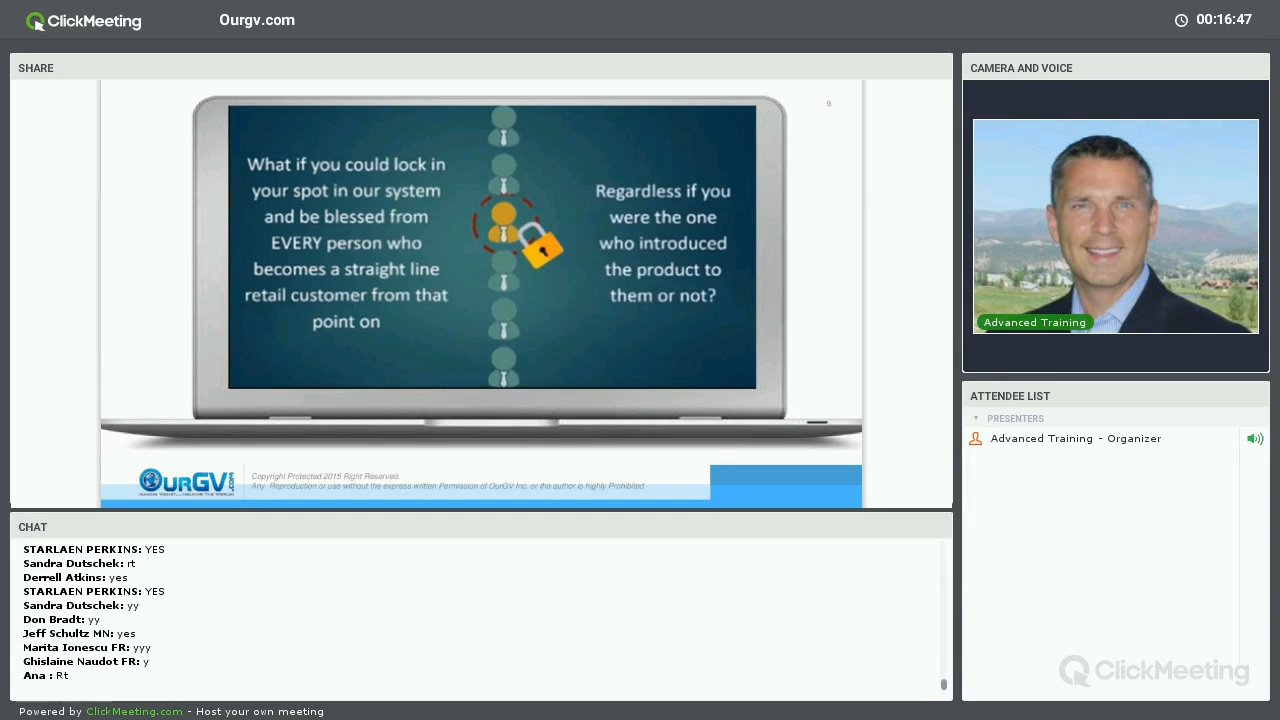 ClickMeeting
Ourgv.com
00:16:47
SHARE
9
What if you could lock in
your spot in our system
and be blessed from
EVERY person who
becomes a straight line
retail customer from that
point on
Regardless if you
were the one
who introduced
the product to
them or not?
OURGV.com
MAKING MONEY.....HELPING THE WORLD!
Copyright Protected 2015 Right Reserved.
Any Reproduction or use without the express written Permission of OurGV Inc. or the author is highly Prohibited
CAMERA AND VOICE
Advanced Training
ATTENDEE LIST
PRESENTERS
Advanced Training - Organizer
ClickMeeting
CHAT
STARLAEN PERKINS: YES
Sandra Dutschek: rt
Derrell Atkins: yes
STARLAEN PERKINS: YES
Sandra Dutschek: yy
Don Bradt: yy
Jeff Schultz MN: yes
Marita Ionescu FR: yyy
Ghislaine Naudot FR: y
Ana : Rt
Powered by ClickMeeting.com - Host your own meeting